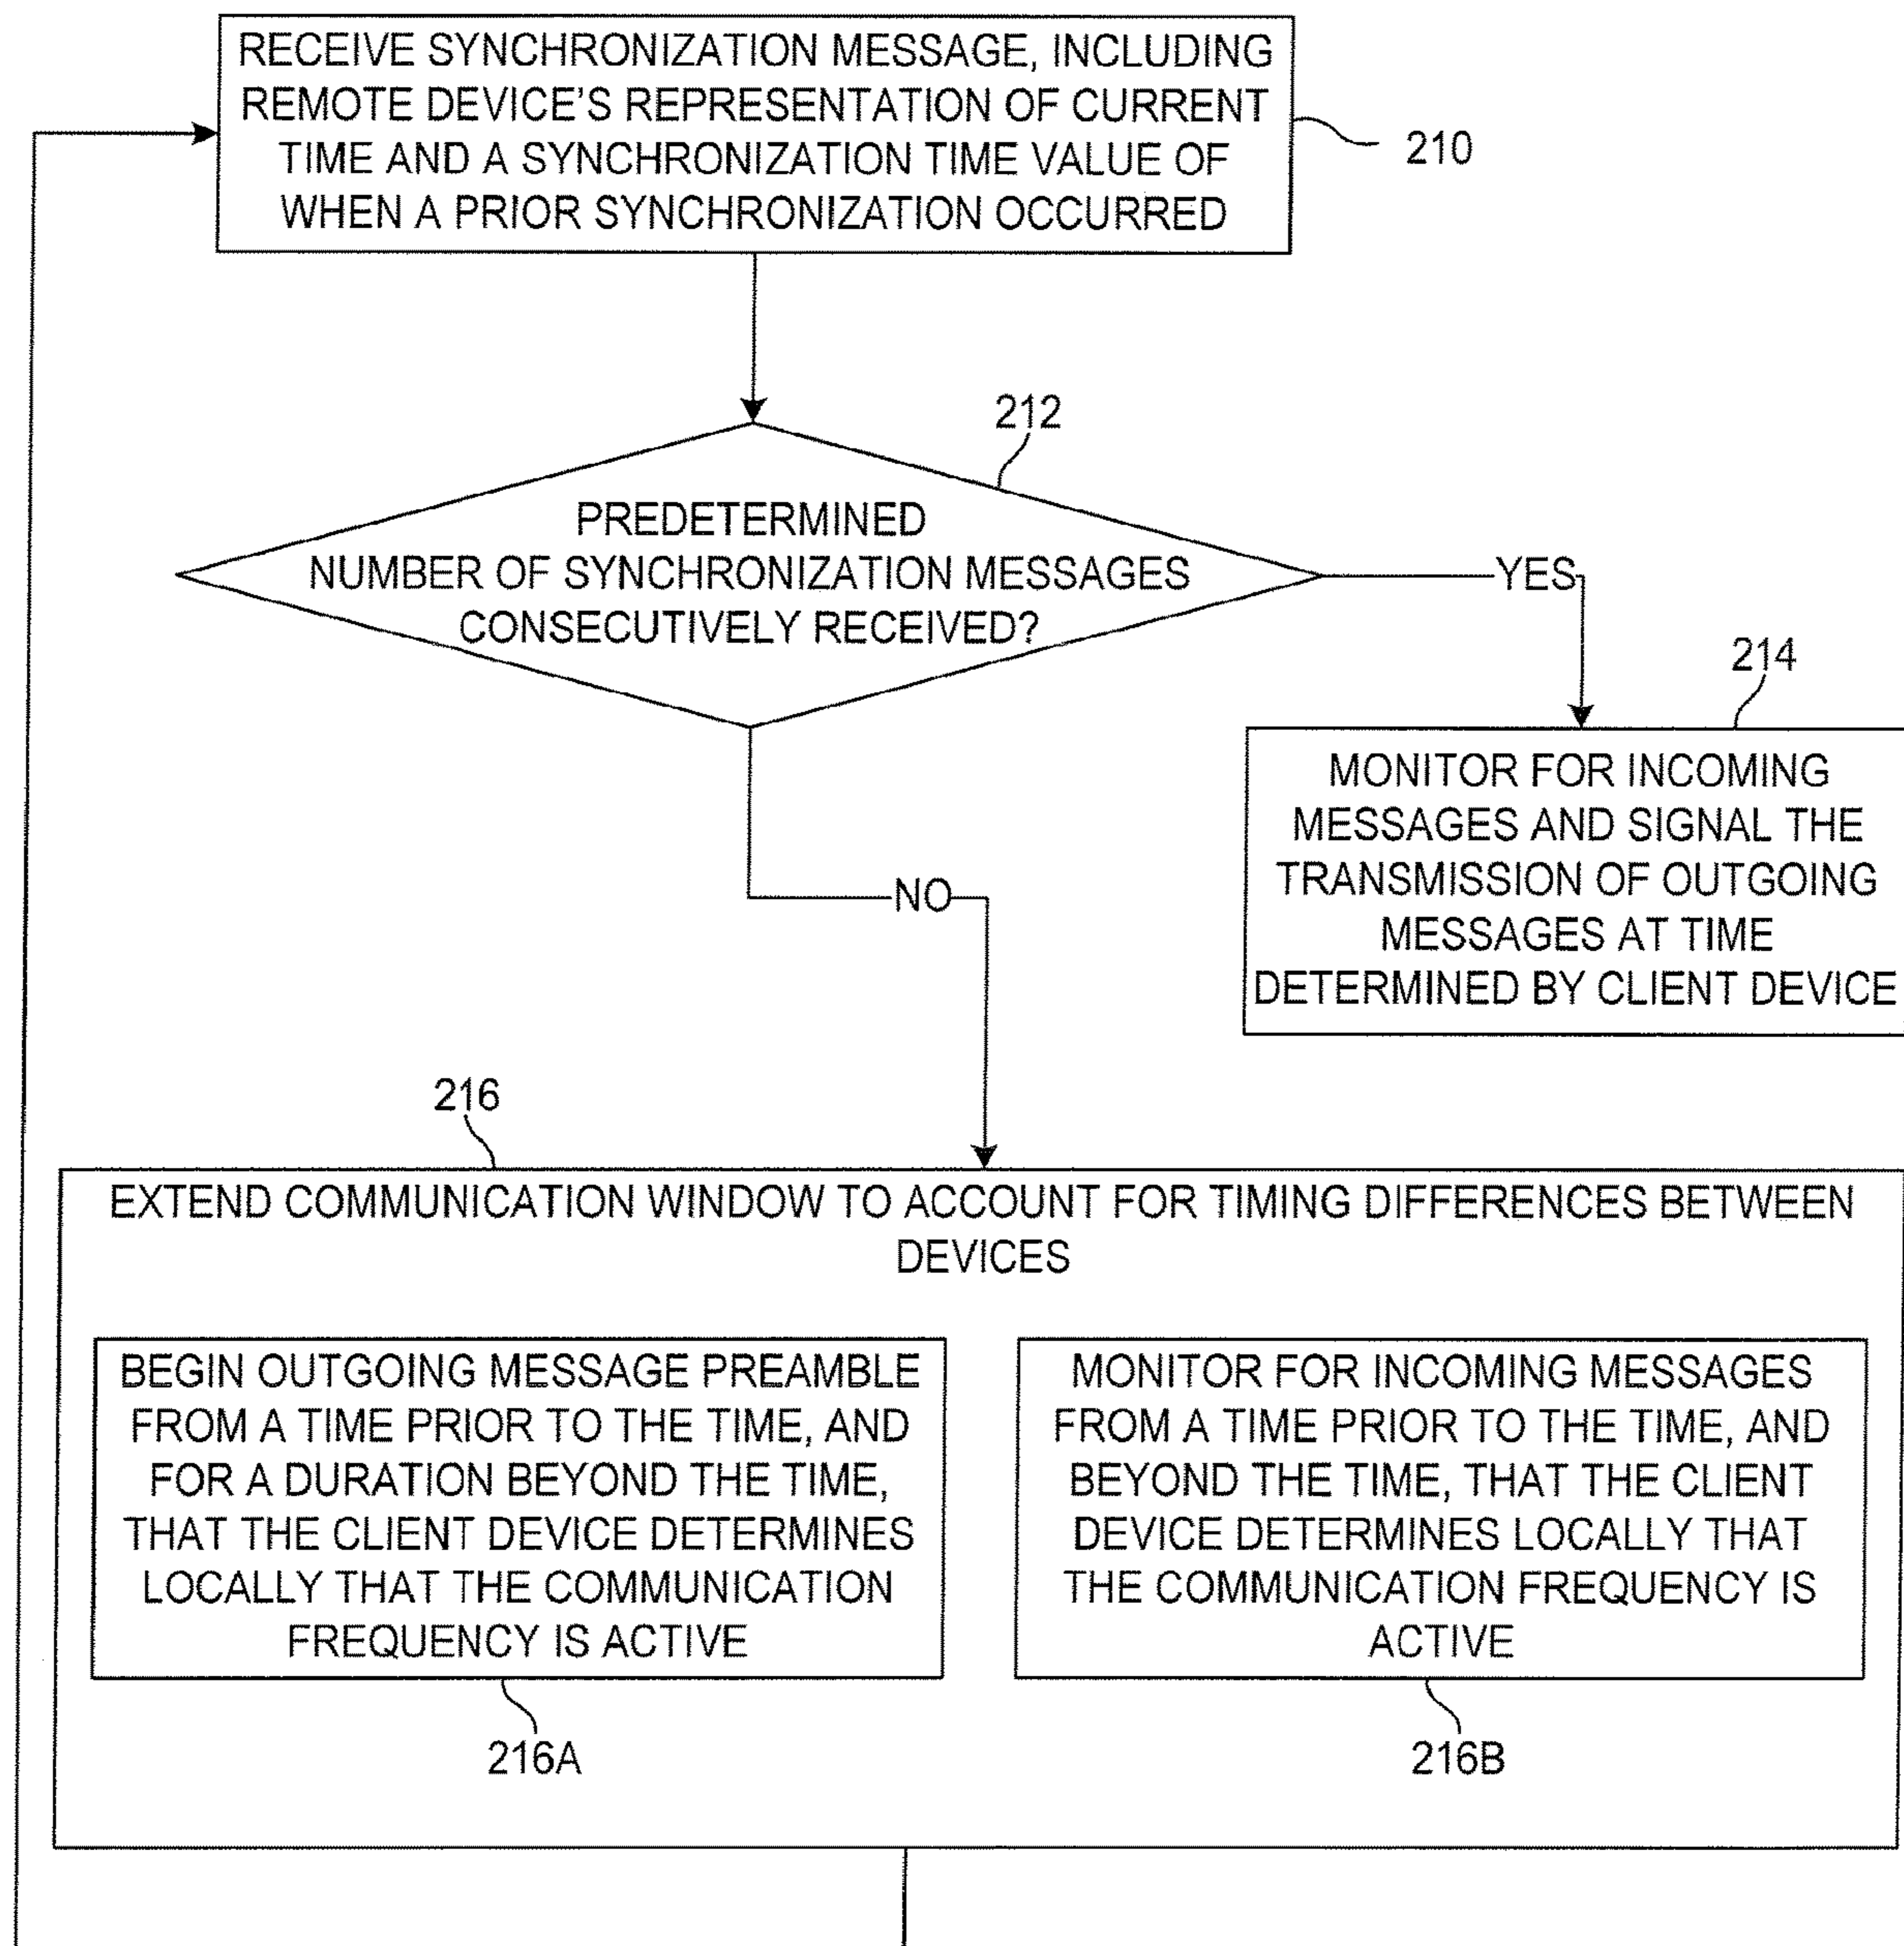 RECEIVE SYNCHRONIZATION MESSAGE, INCLUDING
REMOTE DEVICE'S REPRESENTATION OF CURRENT
TIME AND A SYNCHRONIZATION TIME VALUE OF
WHEN A PRIOR SYNCHRONIZATION OCCURRED
210
212
PREDETERMINED
NUMBER OF SYNCHRONIZATION MESSAGES
CONSECUTIVELY RECEIVED?
YES
214
MONITOR FOR INCOMING
MESSAGES AND SIGNAL THE
TRANSMISSION OF OUTGOING
MESSAGES AT TIME
DETERMINED BY CLIENT DEVICE
NO
216
EXTEND COMMUNICATION WINDOW TO ACCOUNT FOR TIMING DIFFERENCES BETWEEN
DEVICES
BEGIN OUTGOING MESSAGE PREAMBLE
FROM A TIME PRIOR TO THE TIME, AND
FOR A DURATION BEYOND THE TIME,
THAT THE CLIENT DEVICE DETERMINES
LOCALLY THAT THE COMMUNICATION
FREQUENCY IS ACTIVE
216A
MONITOR FOR INCOMING MESSAGES
FROM A TIME PRIOR TO THE TIME, AND
BEYOND THE TIME, THAT THE CLIENT
DEVICE DETERMINES LOCALLY THAT
THE COMMUNICATION FREQUENCY IS
ACTIVE
216B